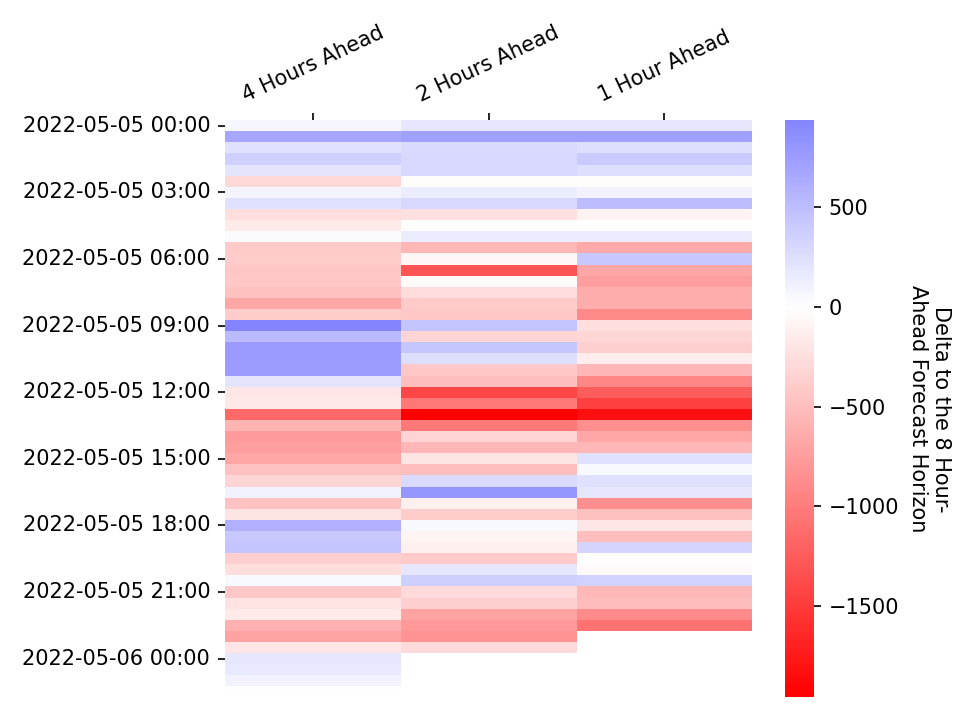 4 Hours Ahead
2 Hours Ahead
1 Hour Ahead
2022-05-05 00:00
2022-05-05 03:00
2022-05-05 06:00
2022-05-05 09:00
2022-05-05 12:00
2022-05-05 15:00
2022-05-05 18:00
2022-05-05 21:00
2022-05-06 00:00
500
0
−500
−1000
−1500
Delta to the 8 Hour-
Ahead Forecast Horizon